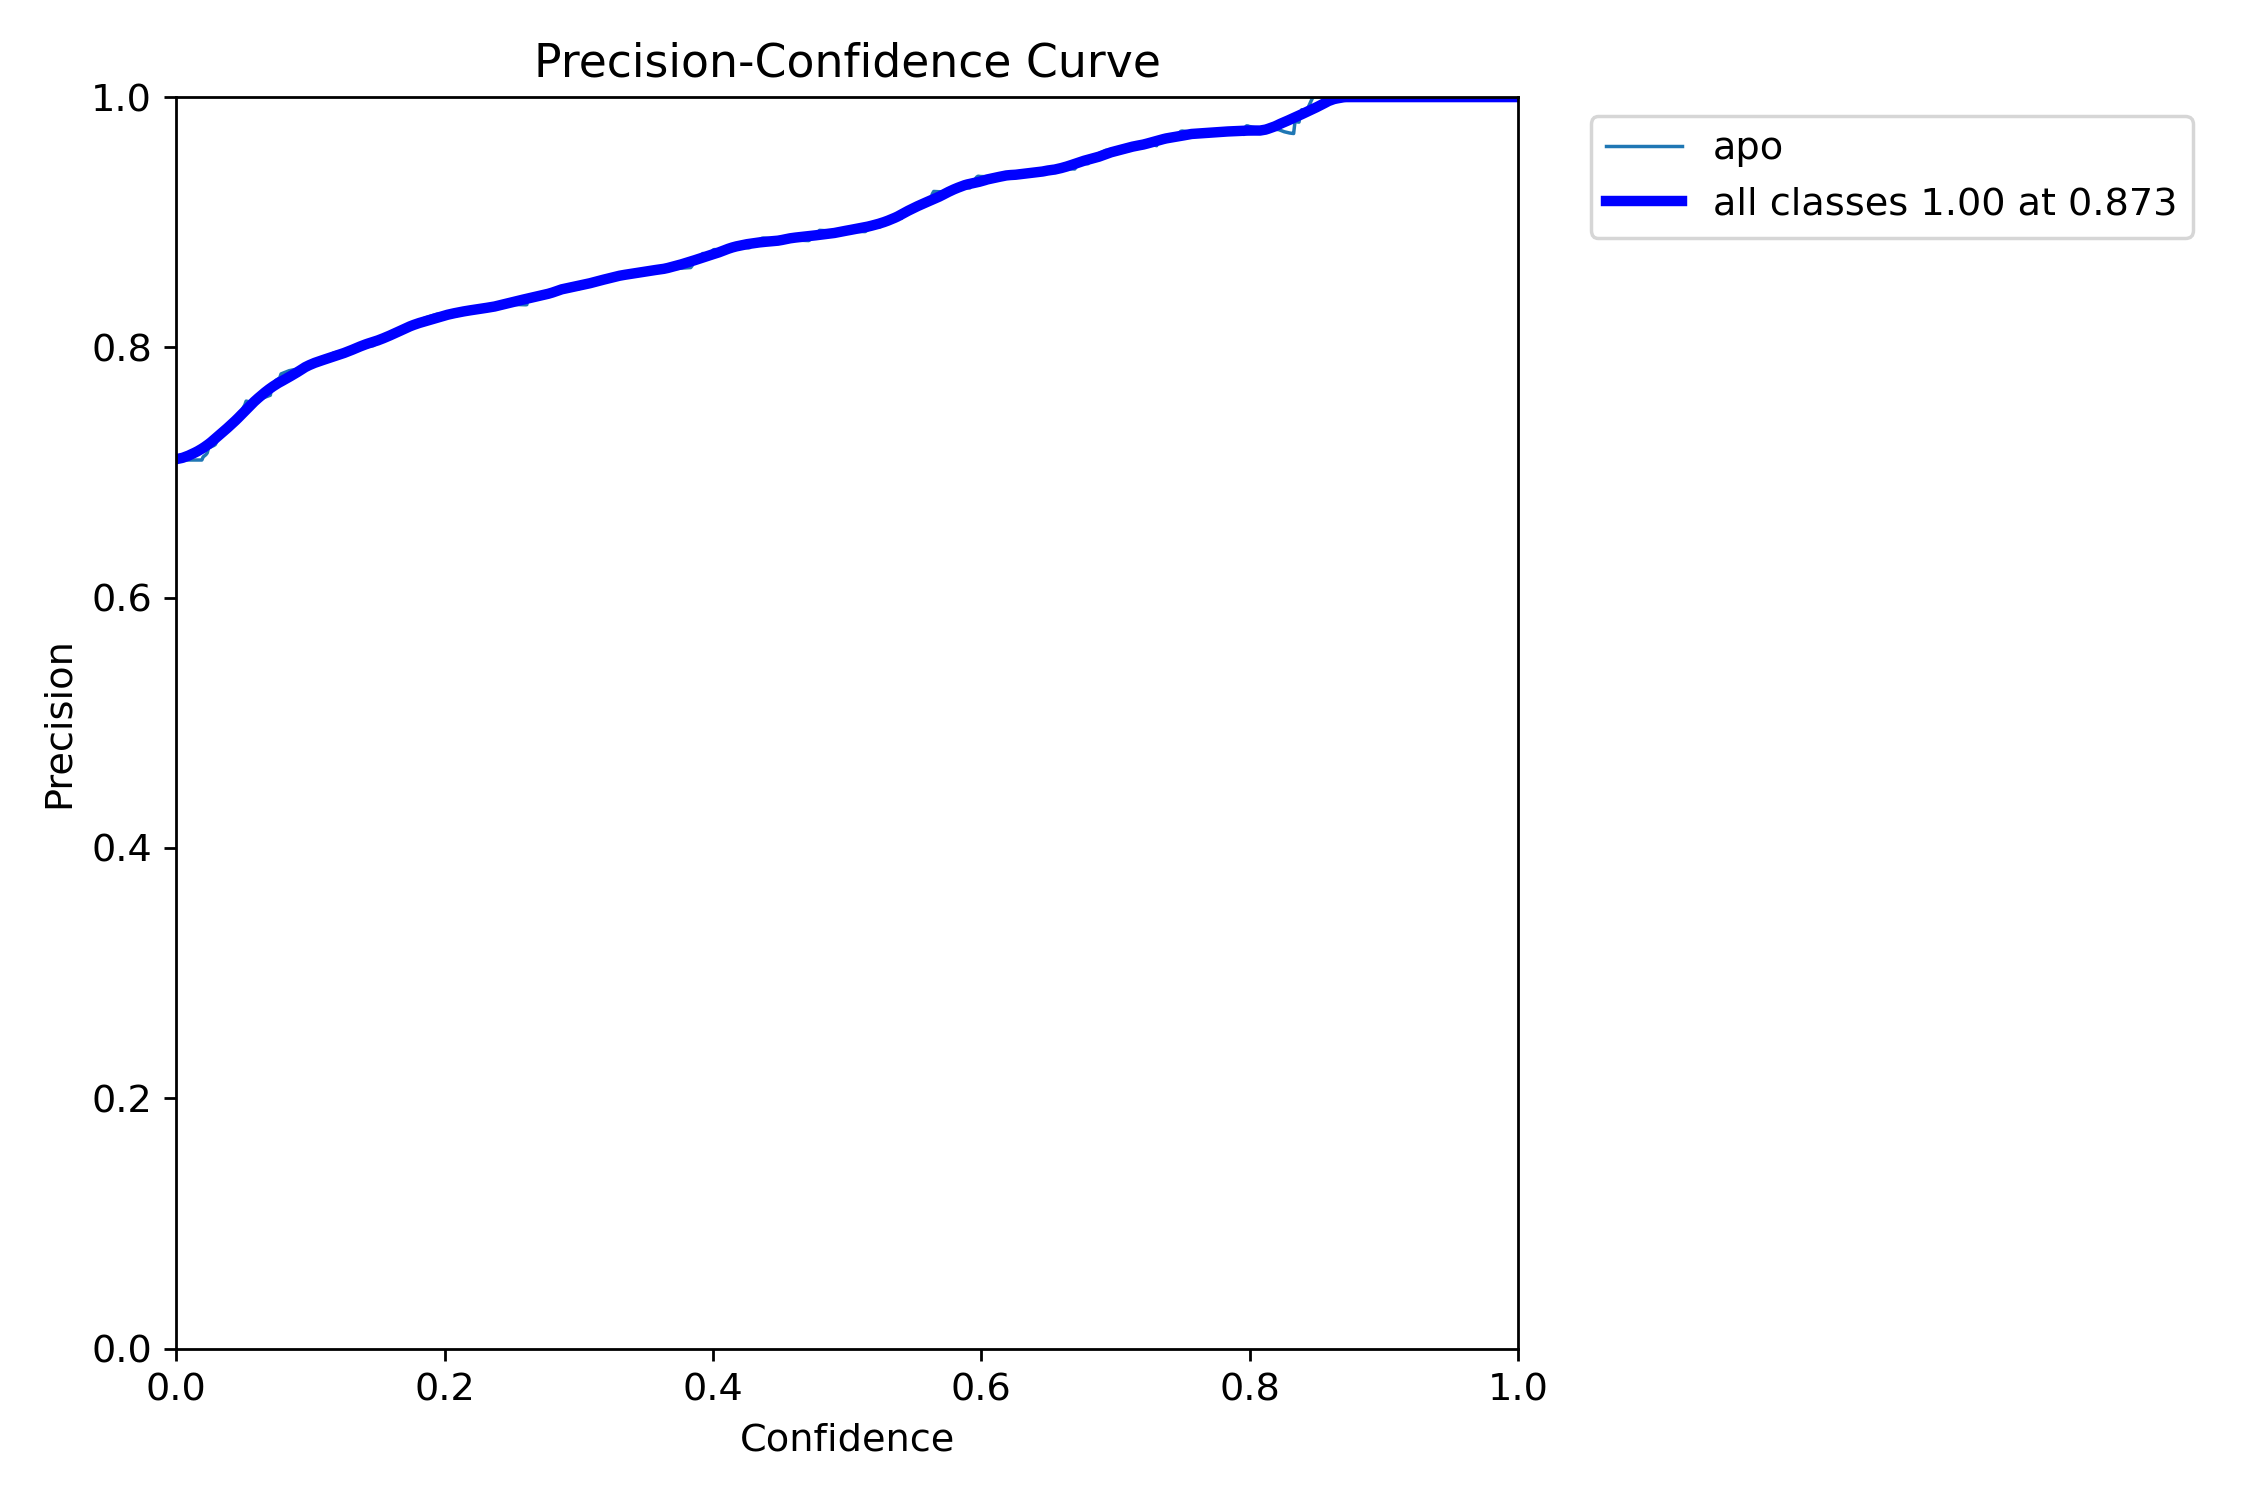 Precision-Confidence Curve
1.0
0.8
0.6
0.4
0.2
0.0
Precision
0.0 0.2 0.4 0.6 0.8 1.0
Confidence
apo
all classes 1.00 at 0.873